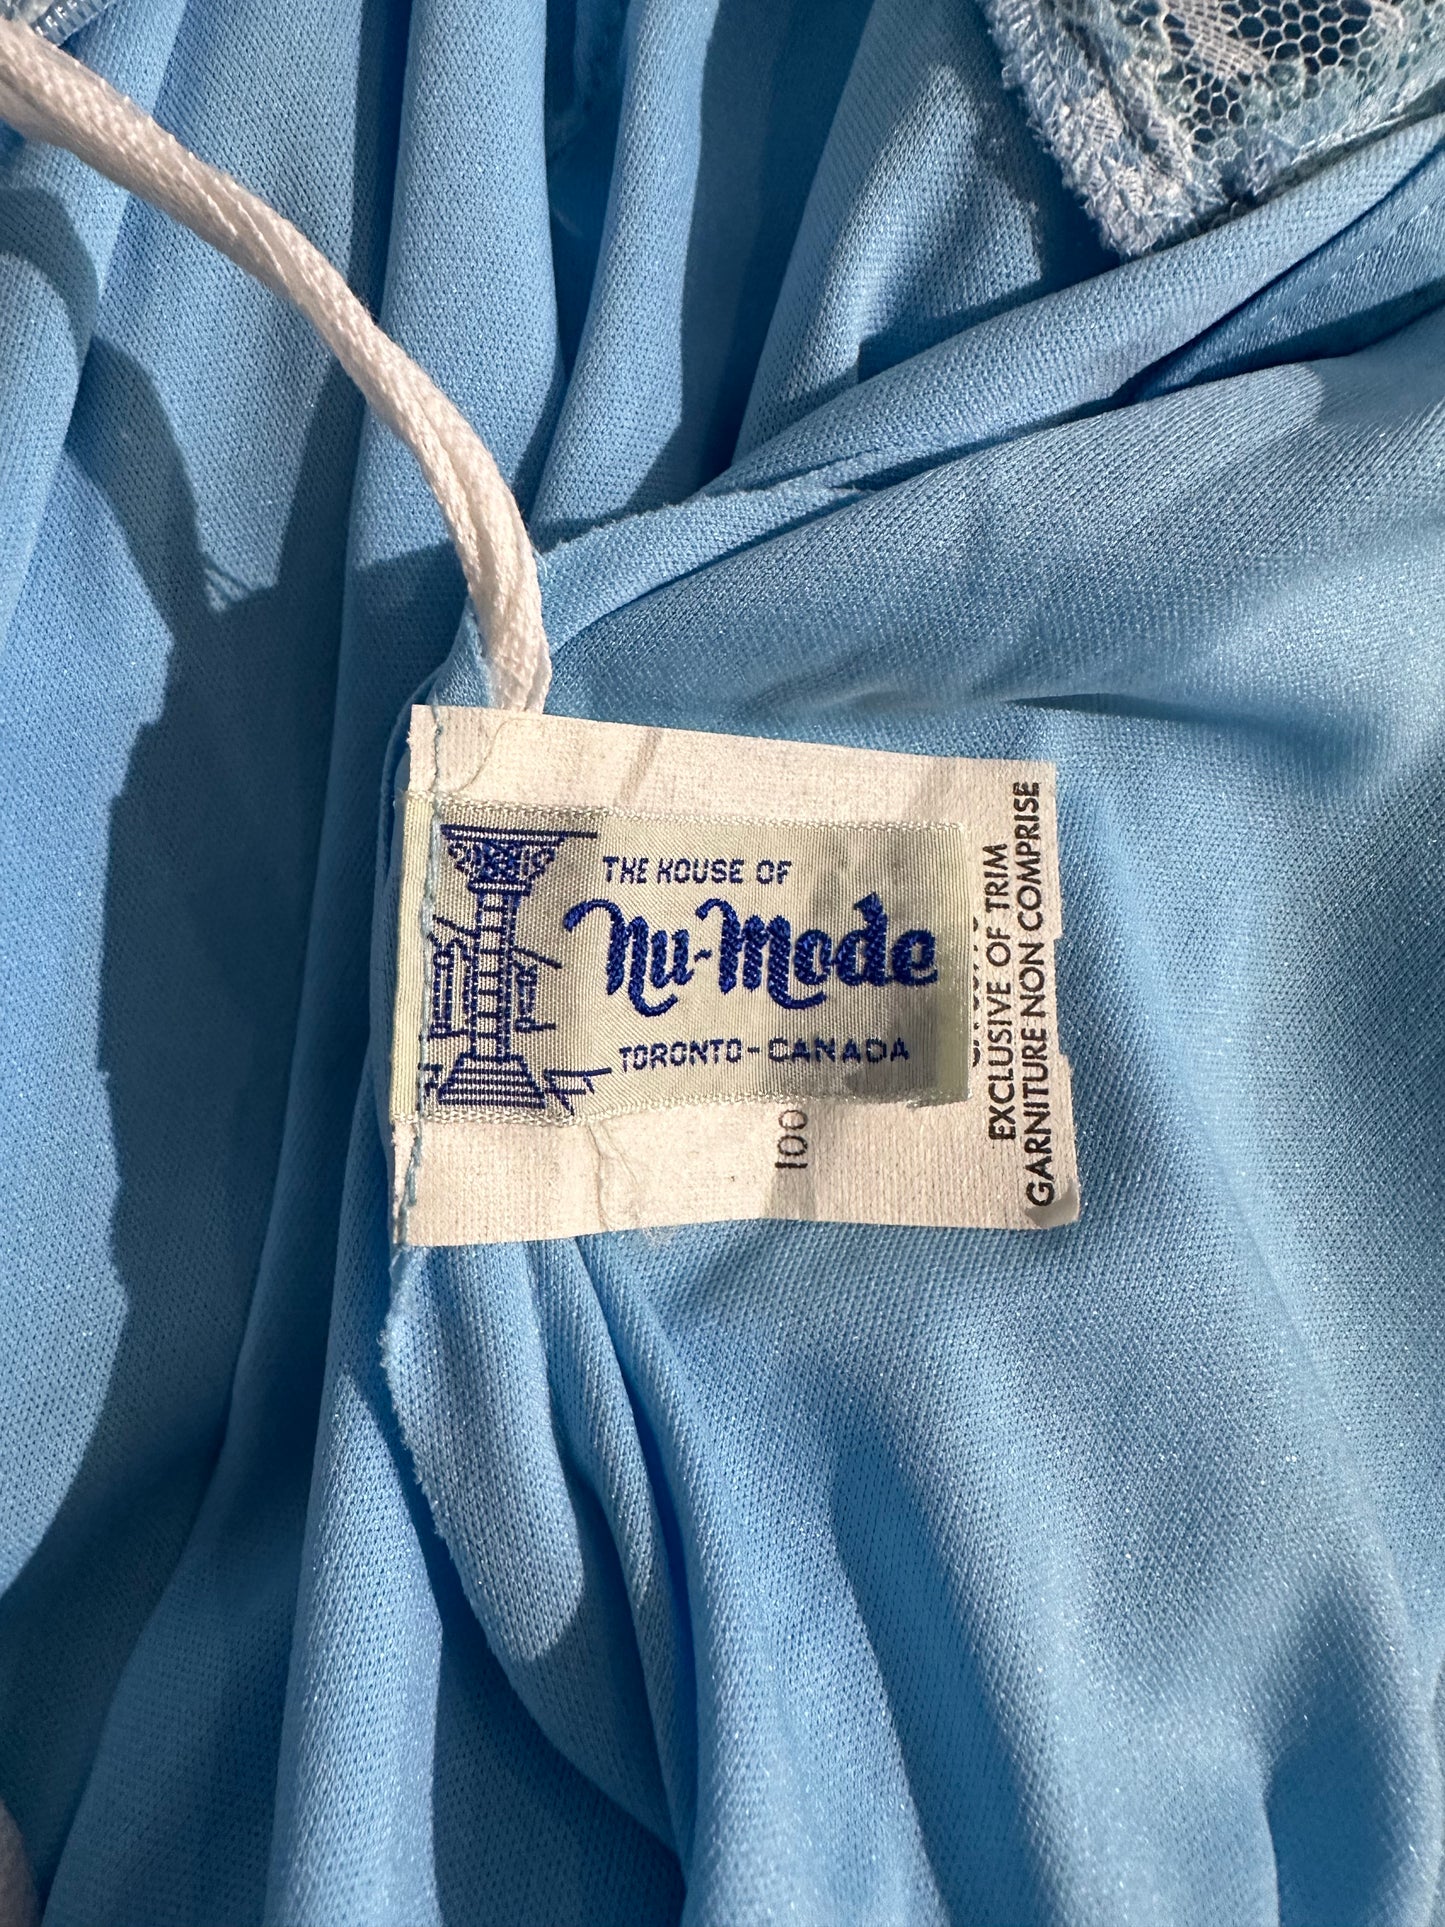 THE HOUSE OF
Nu-Mode
TORONTO-CANADA
100
EXCLUSIVE OF TRIM
GARNITURE NON COMPRISE